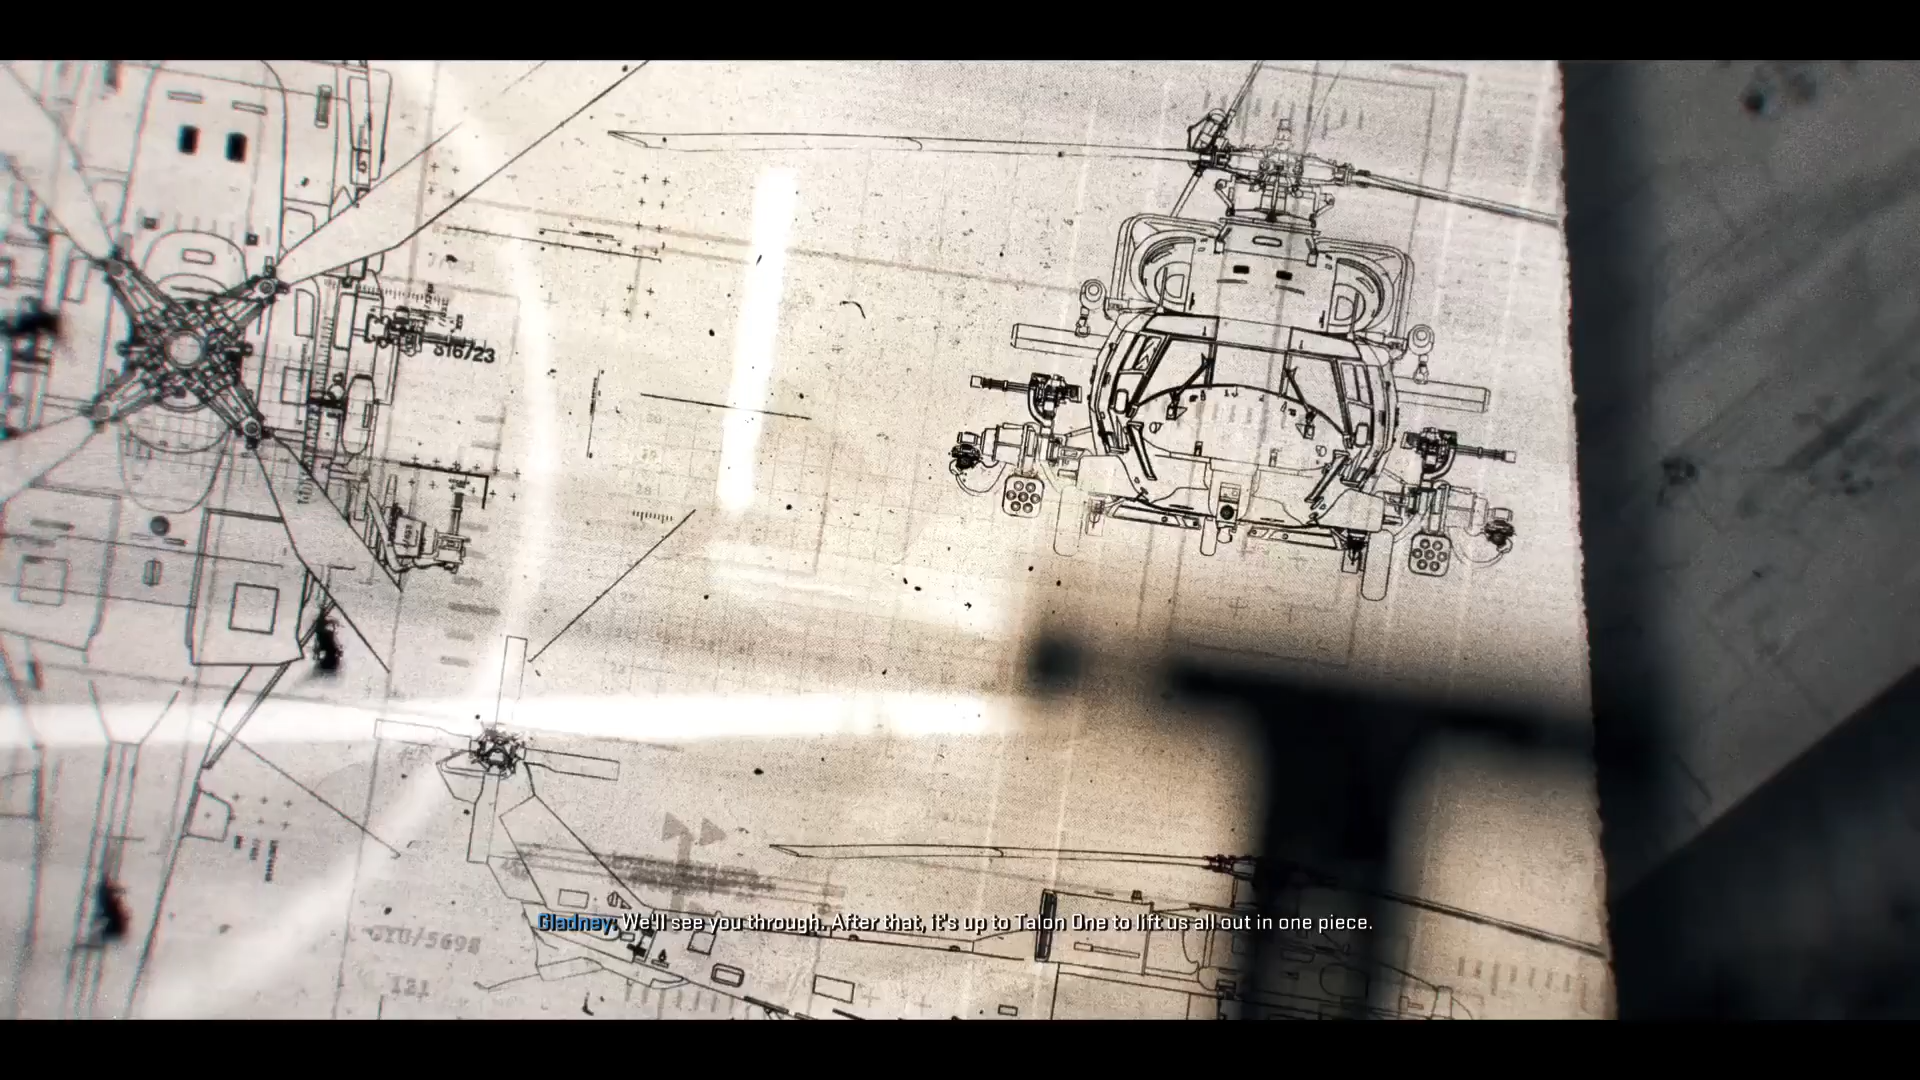 316/23
Gladney: We'll see you through. After that, it's up to Talon One to lift us all out in one piece.
GYU/5698
121